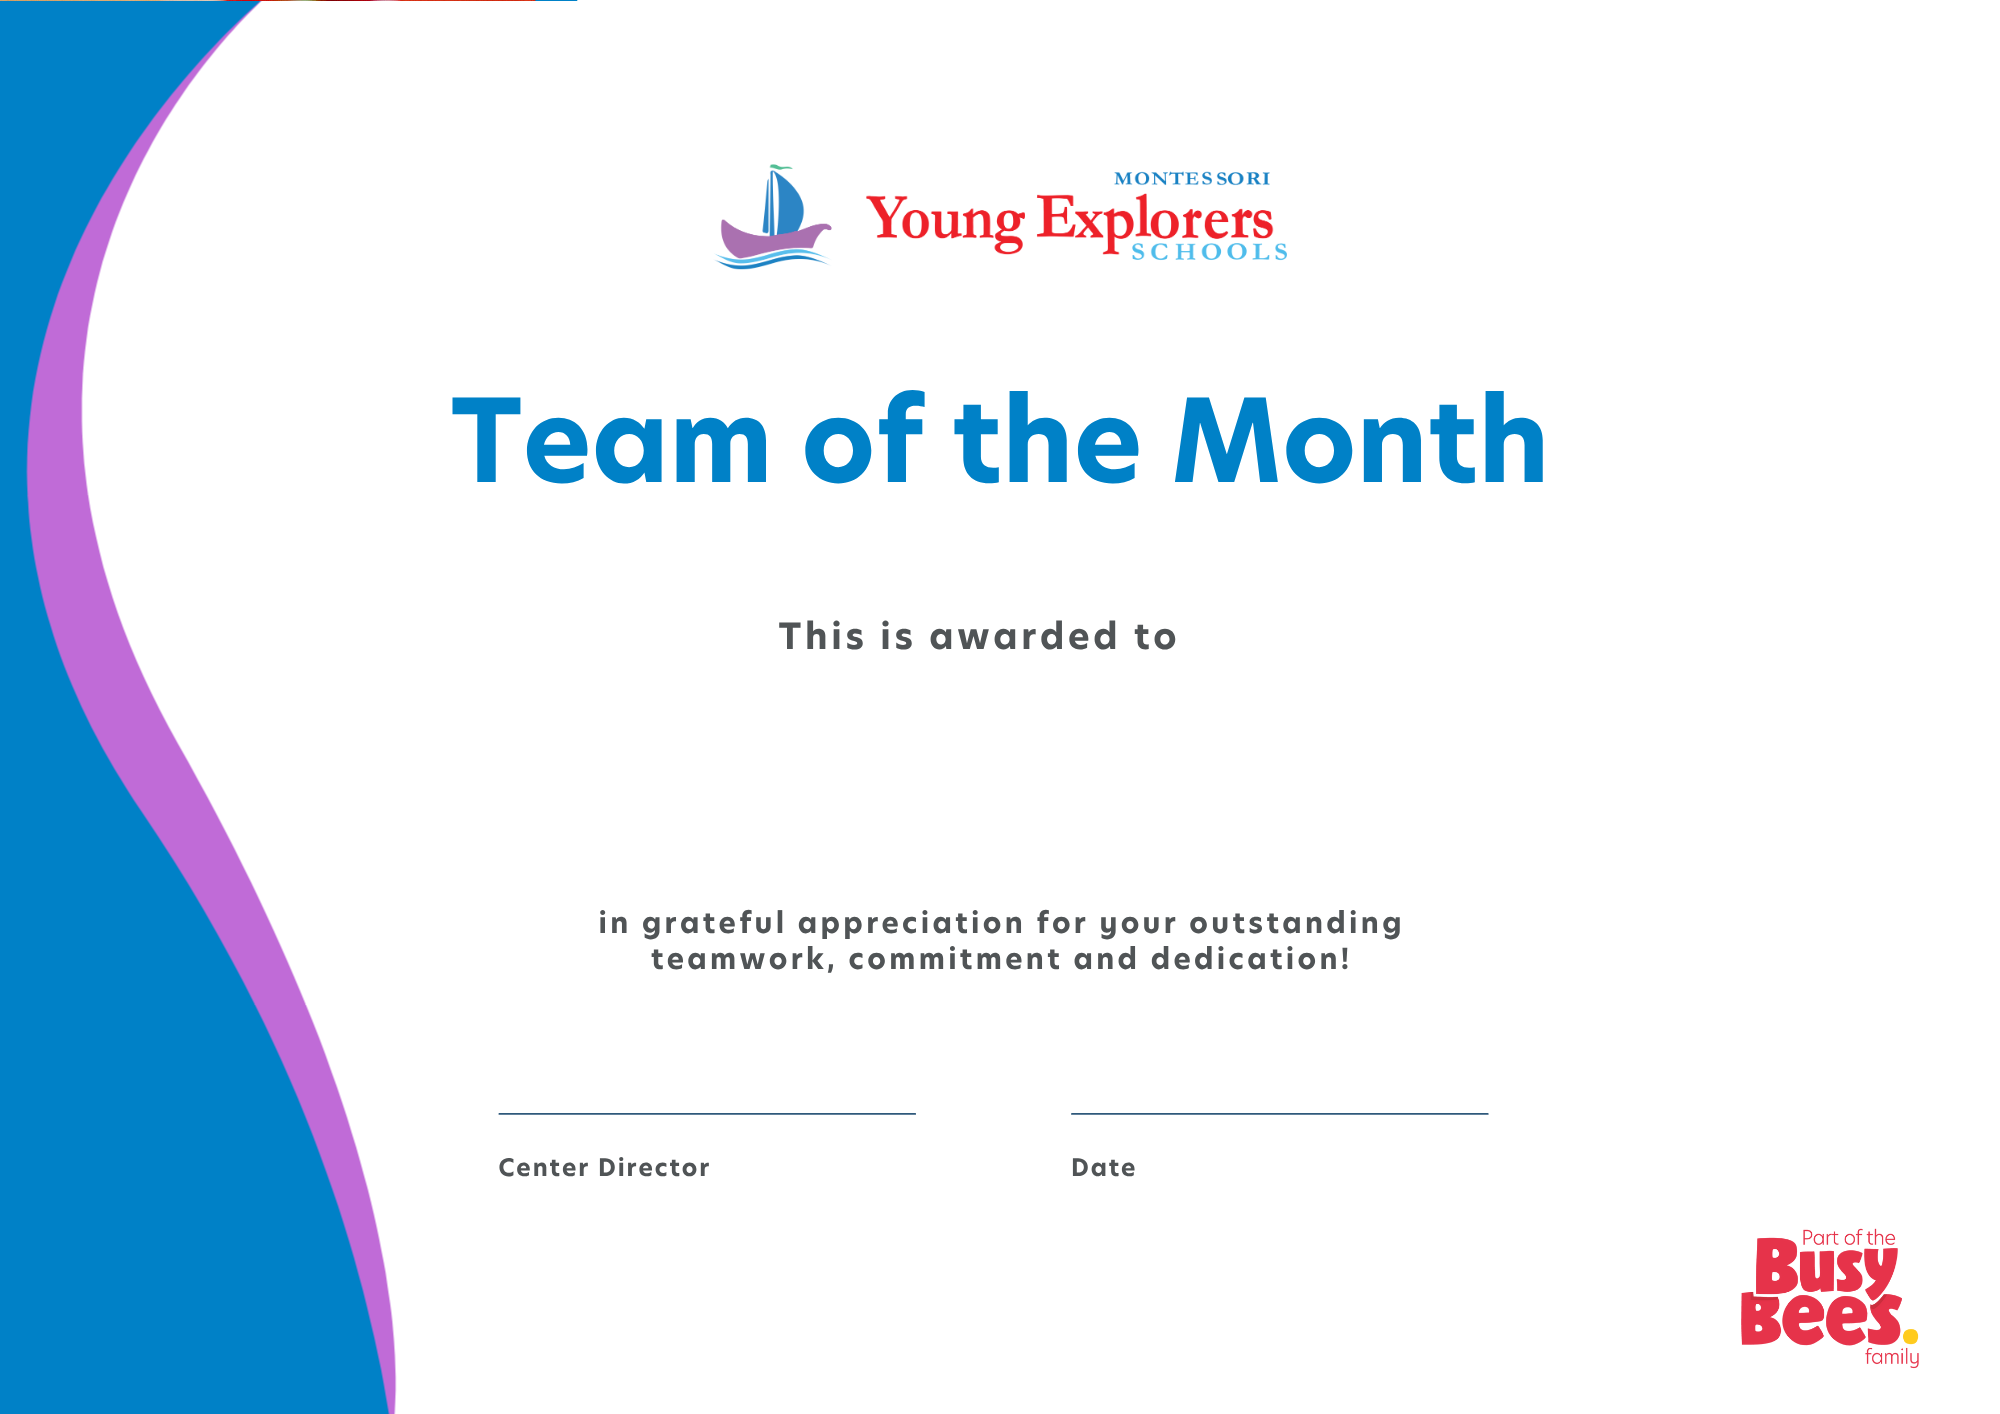 MONTESSORI
Young Explorers
SCHOOLS
Team of the Month
This is awarded to
in grateful appreciation for your outstanding
teamwork, commitment and dedication!
Center Director
Date
Part of the
Busy
Bees.
family